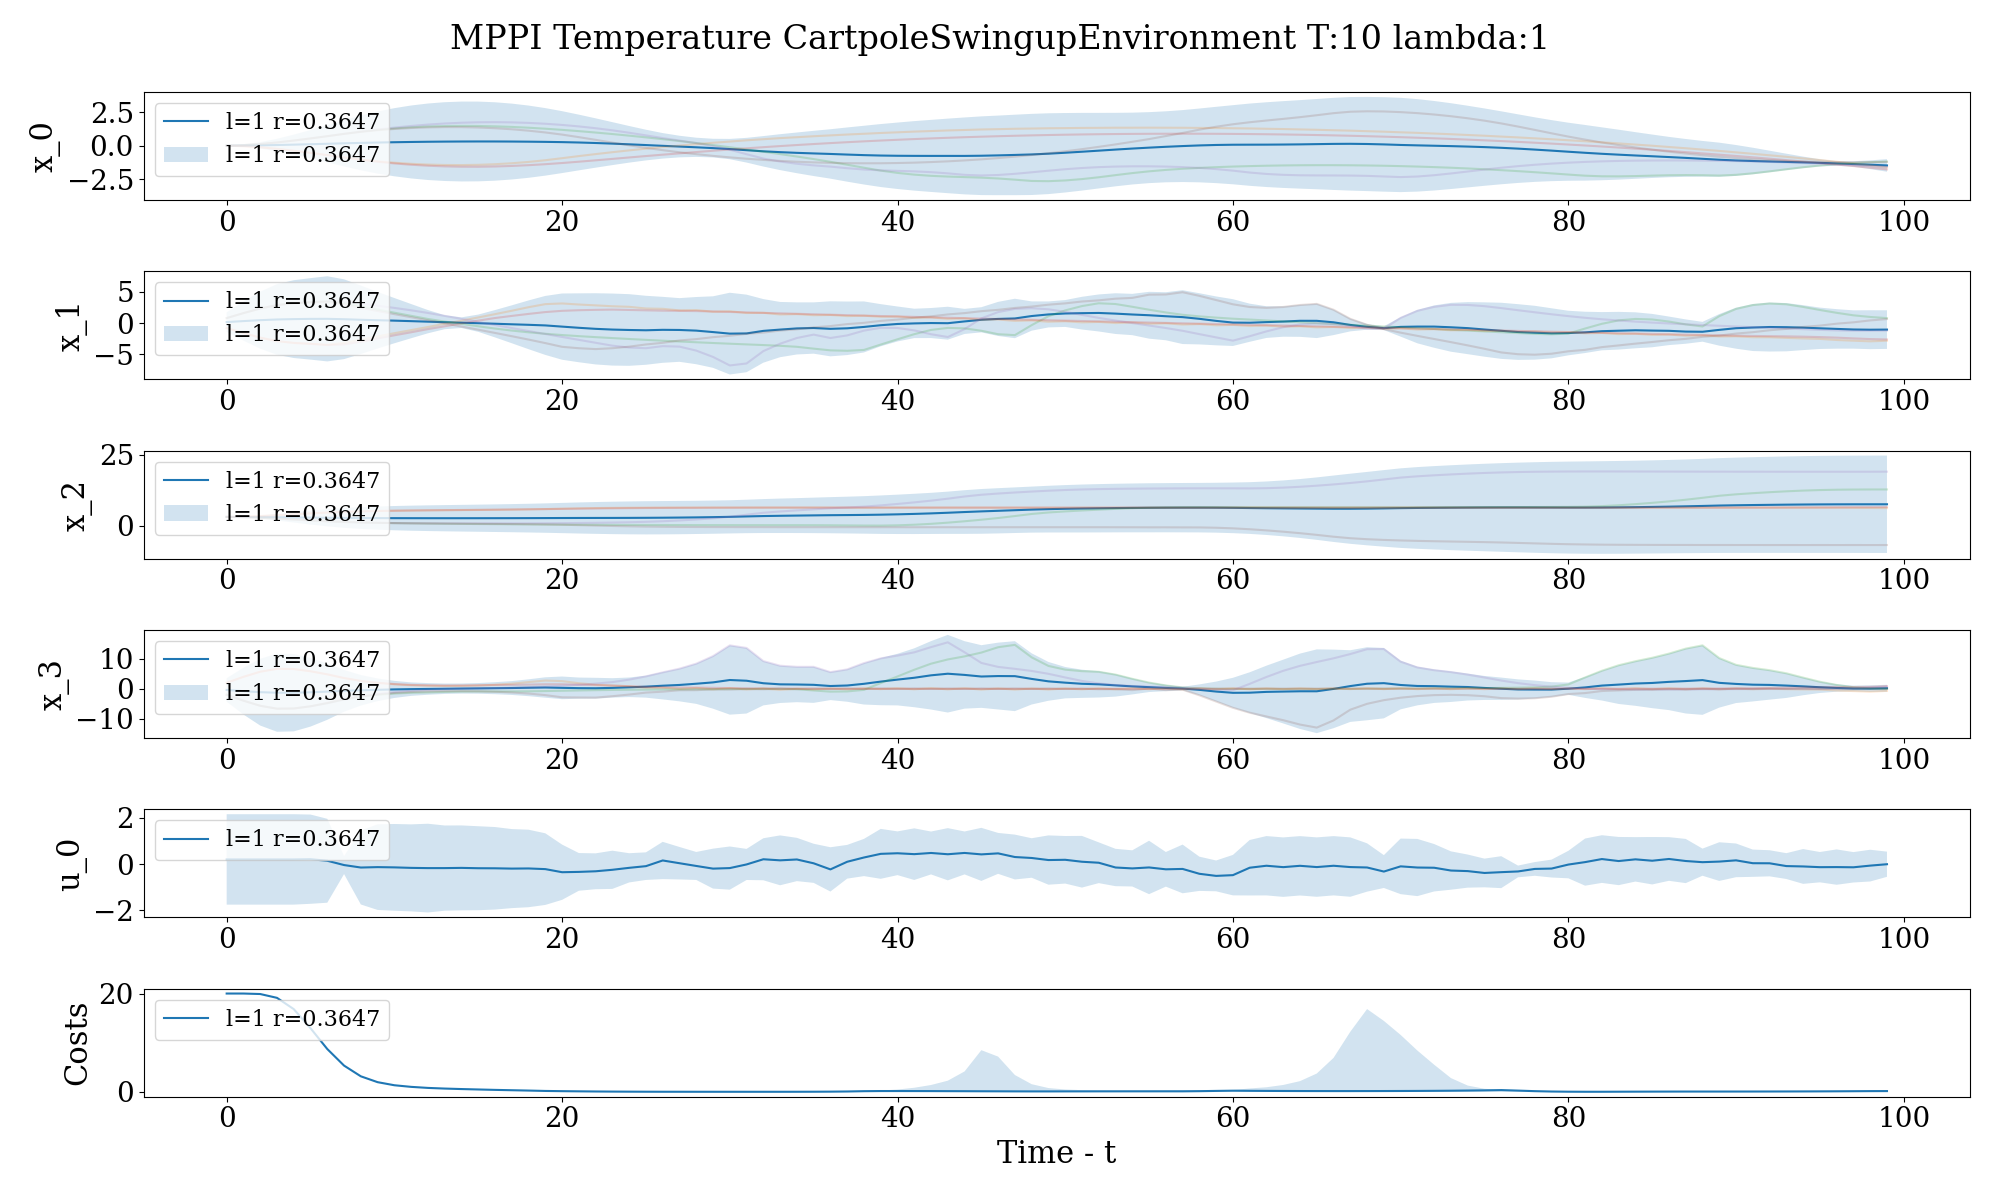 MPPI Temperature CartpoleSwingupEnvironment T:10 lambda:1
x_0
2.5
0.0
−2.5
l=1 r=0.3647
l=1 r=0.3647
0 20 40 60 80 100
x_1
5
0
−5
l=1 r=0.3647
l=1 r=0.3647
0 20 40 60 80 100
x_2
25
0
l=1 r=0.3647
l=1 r=0.3647
0 20 40 60 80 100
x_3
10
0
−10
l=1 r=0.3647
l=1 r=0.3647
0 20 40 60 80 100
u_0
2
0
−2
l=1 r=0.3647
0 20 40 60 80 100
Costs
20
0
l=1 r=0.3647
0 20 40 60 80 100
Time - t